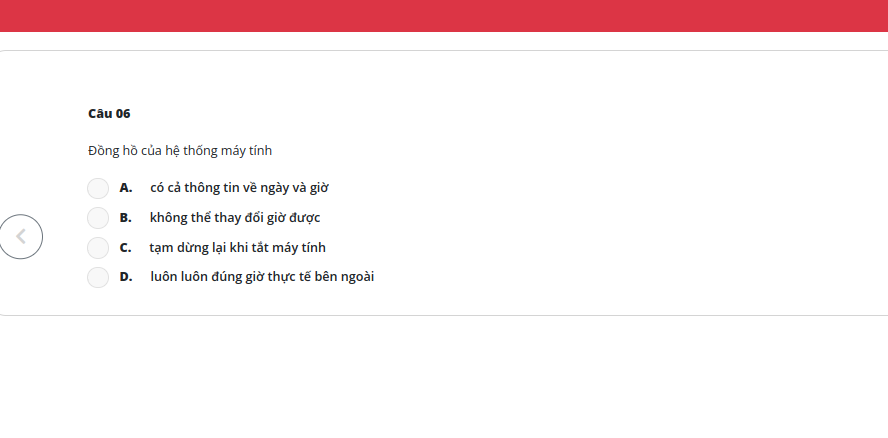 Câu 06
Đồng hồ của hệ thống máy tính
A. có cả thông tin về ngày và giờ
B. không thể thay đổi giờ được
C. tạm dừng lại khi tắt máy tính
D. luôn luôn đúng giờ thực tế bên ngoài